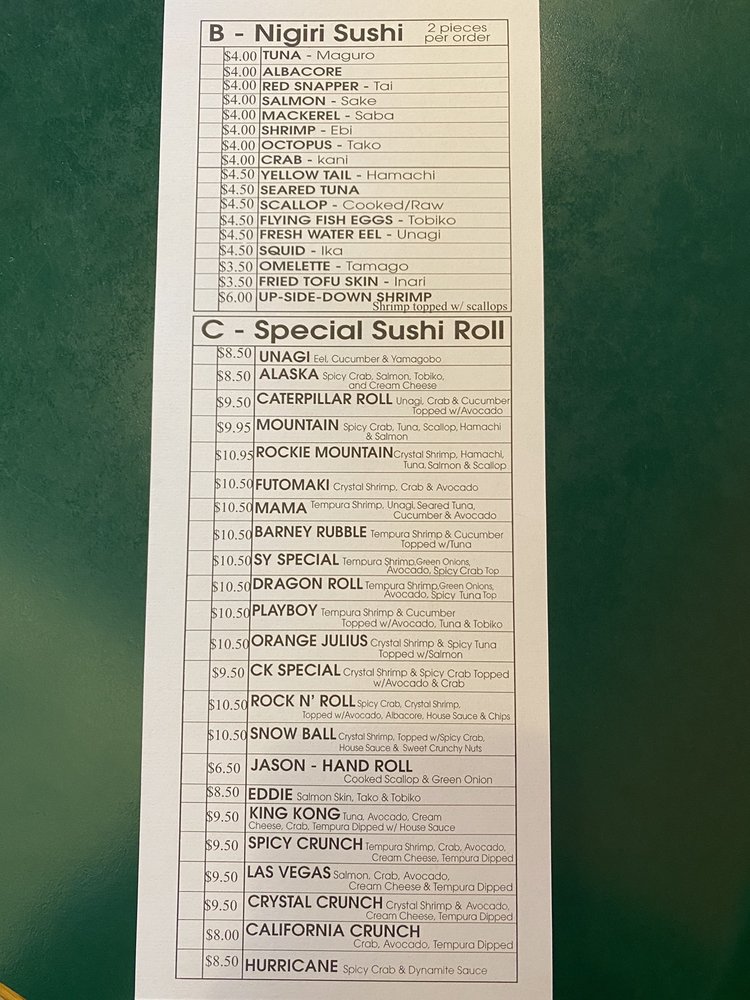 B - Nigiri Sushi 2 pieces
per order
$4.00 TUNA - Maguro
$4.00 ALBACORE
$4.00 RED SNAPPER - Tai
$4.00 SALMON - Sake
$4.00 MACKEREL - Saba
$4.00 SHRIMP - Ebi
$4.00 OCTOPUS - Tako
$4.00 CRAB - kani
$4.50 YELLOW TAIL - Hamachi
$4.50 SEARED TUNA
$4.50 SCALLOP - Cooked/Raw
$4.50 FLYING FISH EGGS - Tobiko
$4.50 FRESH WATER EEL - Unagi
$4.50 SQUID - Ika
$3.50 OMELETTE - Tamago
$3.50 FRIED TOFU SKIN - Inari
$6.00 UP-SIDE-DOWN SHRIMP
Shrimp topped w/ scallops
C - Special Sushi Roll
$8.50 UNAGI Eel, Cucumber & Yamagobo
$8.50 ALASKA Spicy Crab, Salmon, Tobiko,
and Cream Cheese
$9.50 CATERPILLAR ROLL Unagi, Crab & Cucumber
Topped w/Avocado
$9.95 MOUNTAIN Spicy Crab, Tuna, Scallop, Hamachi
& Salmon
$10.95 ROCKIE MOUNTAIN Crystal Shrimp, Hamachi,
Tuna, Salmon & Scallop
$10.50 FUTOMAKI Crystal Shrimp, Crab & Avocado
$10.50 MAMA Tempura Shrimp, Unagi, Seared Tuna,
Cucumber & Avocado
$10.50 BARNEY RUBBLE Tempura Shrimp & Cucumber
Topped w/Tuna
$10.50 SY SPECIAL Tempura Shrimp,Green Onions,
Avocado, Spicy Crab Top
$10.50 DRAGON ROLL Tempura Shrimp,Green Onions,
Avocado, Spicy Tuna Top
$10.50 PLAYBOY Tempura Shrimp & Cucumber
Topped w/Avocado, Tuna & Tobiko
$10.50 ORANGE JULIUS Crystal Shrimp & Spicy Tuna
Topped w/Salmon
$9.50 CK SPECIAL Crystal Shrimp & Spicy Crab Topped
w/Avocado & Crab
$10.50 ROCK N' ROLL Spicy Crab, Crystal Shrimp,
Topped w/Avocado, Albacore, House Sauce & Chips
$10.50 SNOW BALL Crystal Shrimp, Topped w/Spicy Crab,
House Sauce & Sweet Crunchy Nuts
$6.50 JASON - HAND ROLL
Cooked Scallop & Green Onion
$8.50 EDDIE Salmon Skin, Tako & Tobiko
$9.50 KING KONG Tuna, Avocado, Cream
Cheese, Crab, Tempura Dipped w/ House Sauce
$9.50 SPICY CRUNCH Tempura Shrimp, Crab, Avocado,
Cream Cheese, Tempura Dipped
$9.50 LAS VEGAS Salmon, Crab, Avocado,
Cream Cheese & Tempura Dipped
$9.50 CRYSTAL CRUNCH Crystal Shrimp & Avocado,
Cream Cheese, Tempura Dipped
$8.00 CALIFORNIA CRUNCH
Crab, Avocado, Tempura Dipped
$8.50 HURRICANE Spicy Crab & Dynamite Sauce